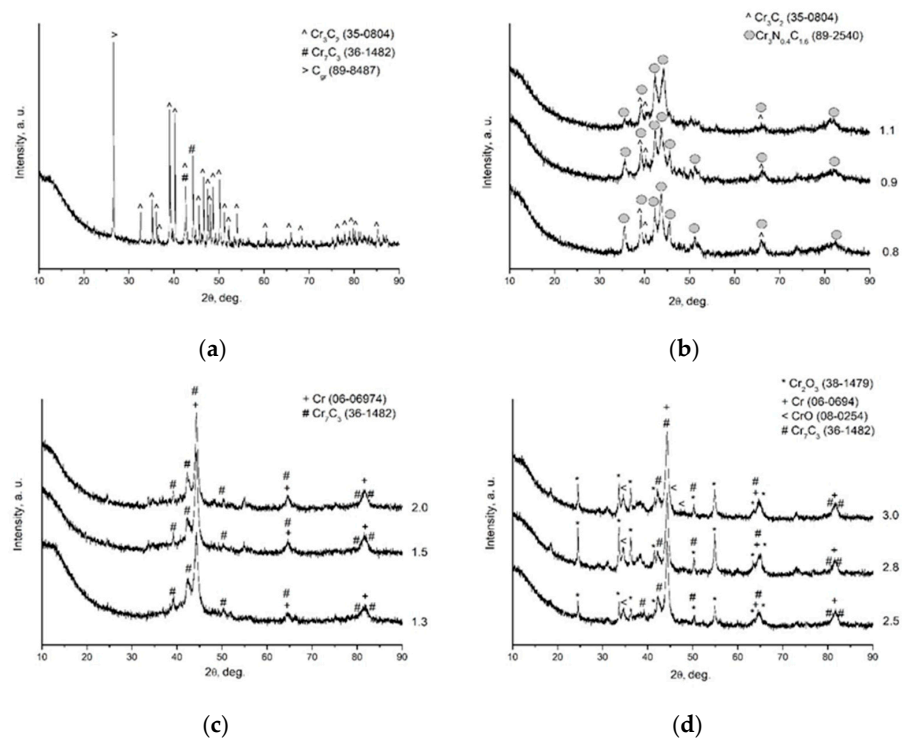 ^ Cr₃C₂ (35-0804)
# Cr₇C₃ (36-1482)
> C_gr (89-8487)
>
^ ^ # ^ # ^ ^ ^ ^ ^ ^ ^ ^ ^ ^ ^ ^ ^ ^ ^ ^ ^ ^
Intensity, a. u.
10 20 30 40 50 60 70 80 90
2θ, deg.
(a)
^ Cr₃C₂ (35-0804)
Cr₃N₀.₄C₁.₆ (89-2540)
1.1
0.9
0.8
Intensity, a. u.
10 20 30 40 50 60 70 80 90
2θ, deg.
(b)
+ Cr (06-06974)
# Cr₇C₃ (36-1482)
2.0
1.5
1.3
Intensity, a. u.
10 20 30 40 50 60 70 80 90
2θ, deg.
(c)
* Cr₂O₃ (38-1479)
+ Cr (06-0694)
< CrO (08-0254)
# Cr₇C₃ (36-1482)
3.0
2.8
2.5
Intensity, a. u.
10 20 30 40 50 60 70 80 90
2θ, deg.
(d)